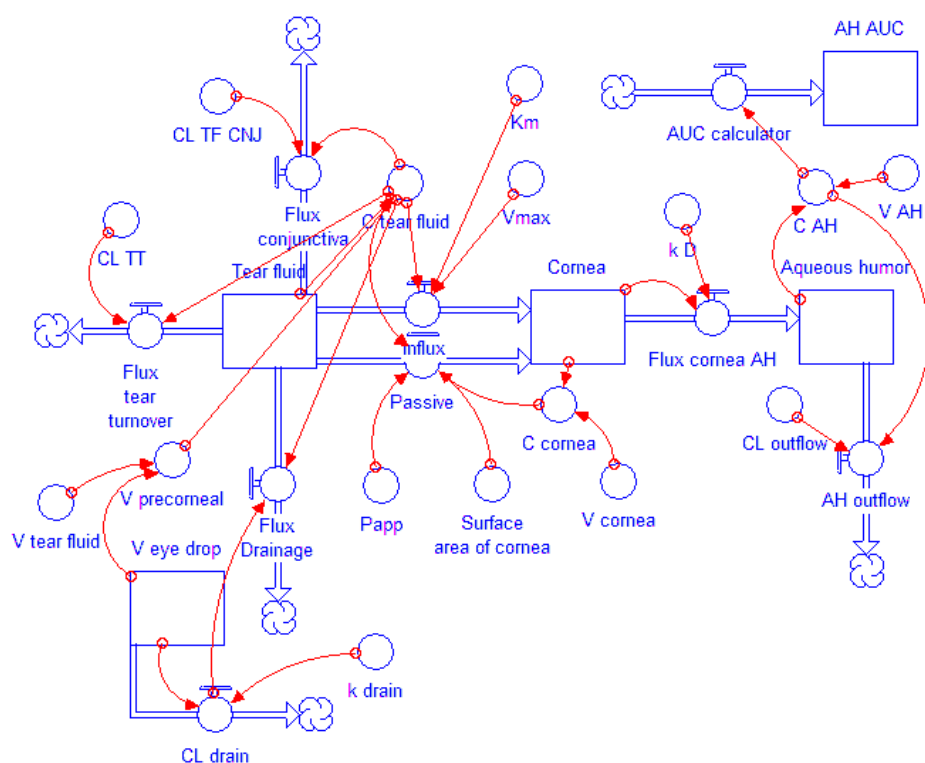 AH AUC
CL TF CNJ
Km
AUC calculator
Flux
conjunctiva
C tear fluid
Vmax
V AH
C AH
CL TT
k D
Tear fluid
Cornea
Aqueous humor
Influx
Flux cornea AH
Flux
tear
turnover
Passive
C cornea
CL outflow
V precorneal
V tear fluid
Flux
Drainage
Papp
Surface
area of cornea
V cornea
AH outflow
V eye drop
k drain
CL drain